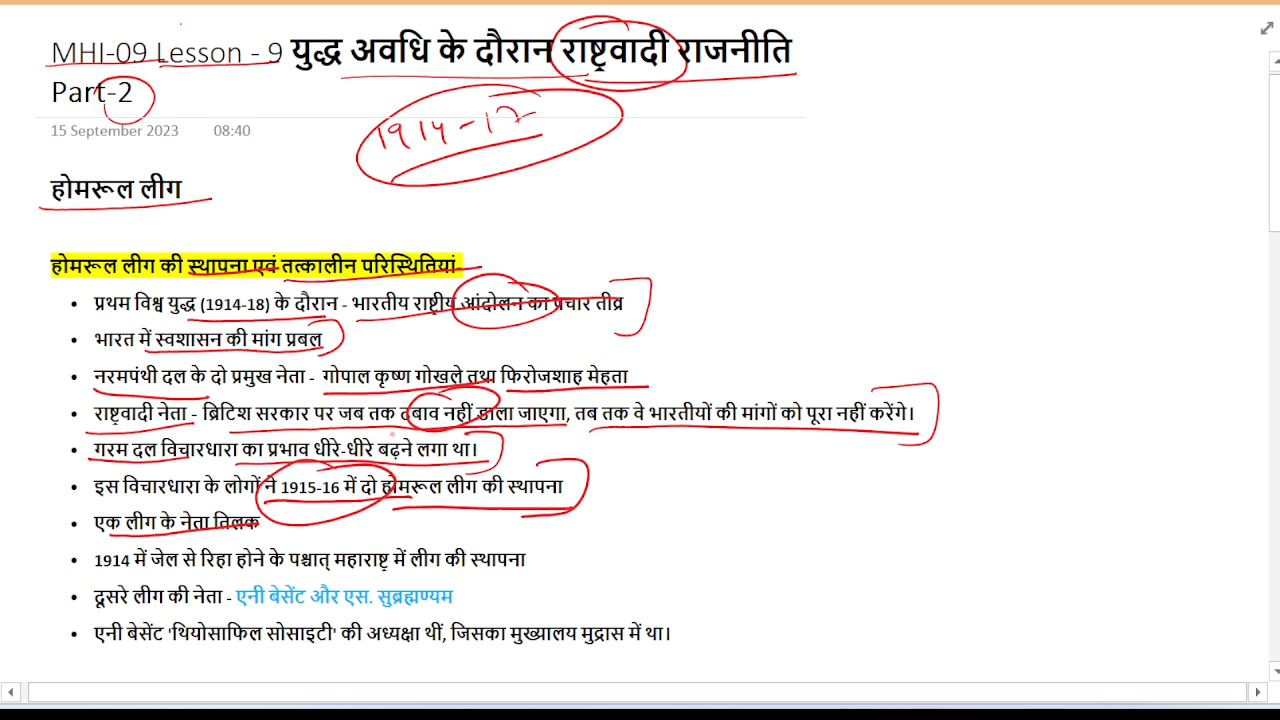 MHI-09 Lesson - 9 युद्ध अवधि के दौरान राष्ट्रवादी राजनीति
Part-2
15 September 2023 08:40
1914-17
होमरूल लीग
होमरूल लीग की स्थापना एवं तत्कालीन परिस्थितियां-
• प्रथम विश्व युद्ध (1914-18) के दौरान - भारतीय राष्ट्रीय आंदोलन का प्रचार तीव्र
• भारत में स्वशासन की मांग प्रबल
• नरमपंथी दल के दो प्रमुख नेता - गोपाल कृष्ण गोखले तथा फिरोजशाह मेहता
• राष्ट्रवादी नेता - ब्रिटिश सरकार पर जब तक दबाव नहीं डाला जाएगा, तब तक वे भारतीयों की मांगों को पूरा नहीं करेंगे।
• गरम दल विचारधारा का प्रभाव धीरे-धीरे बढ़ने लगा था।
• इस विचारधारा के लोगों ने 1915-16 में दो होमरूल लीग की स्थापना
• एक लीग के नेता तिलक
• 1914 में जेल से रिहा होने के पश्चात् महाराष्ट्र में लीग की स्थापना
• दूसरे लीग की नेता - एनी बेसेंट और एस. सुब्रह्मण्यम
• एनी बेसेंट 'थियोसाफिल सोसाइटी' की अध्यक्षा थीं, जिसका मुख्यालय मुद्रास में था।